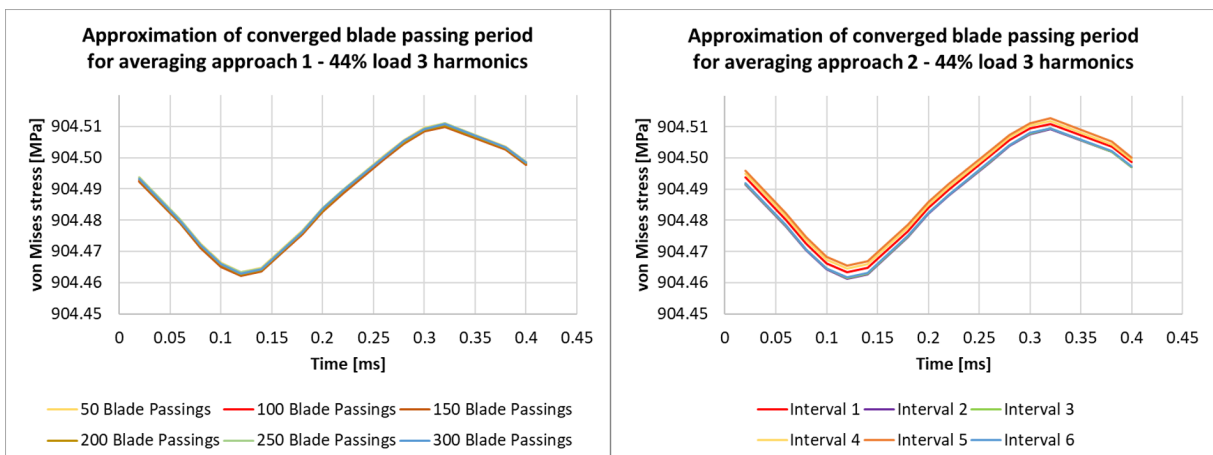 Approximation of converged blade passing period
for averaging approach 1 - 44% load 3 harmonics
von Mises stress [MPa]
904.51
904.50
904.49
904.48
904.47
904.46
904.45
0 0.05 0.1 0.15 0.2 0.25 0.3 0.35 0.4 0.45
Time [ms]
50 Blade Passings 100 Blade Passings 150 Blade Passings
200 Blade Passings 250 Blade Passings 300 Blade Passings
Approximation of converged blade passing period
for averaging approach 2 - 44% load 3 harmonics
von Mises stress [MPa]
904.51
904.50
904.49
904.48
904.47
904.46
904.45
0 0.05 0.1 0.15 0.2 0.25 0.3 0.35 0.4 0.45
Time [ms]
Interval 1 Interval 2 Interval 3
Interval 4 Interval 5 Interval 6